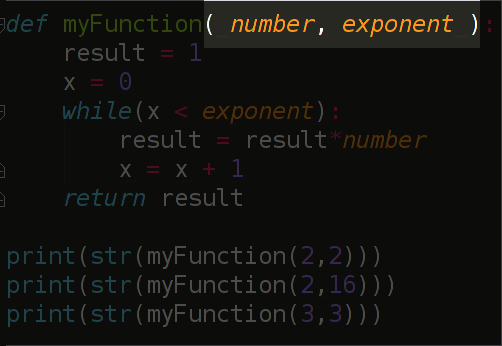 def myFunction( number, exponent ):
result = 1
x = 0
while(x < exponent):
result = result*number
x = x + 1
return result
print(str(myFunction(2,2)))
print(str(myFunction(2,16)))
print(str(myFunction(3,3)))